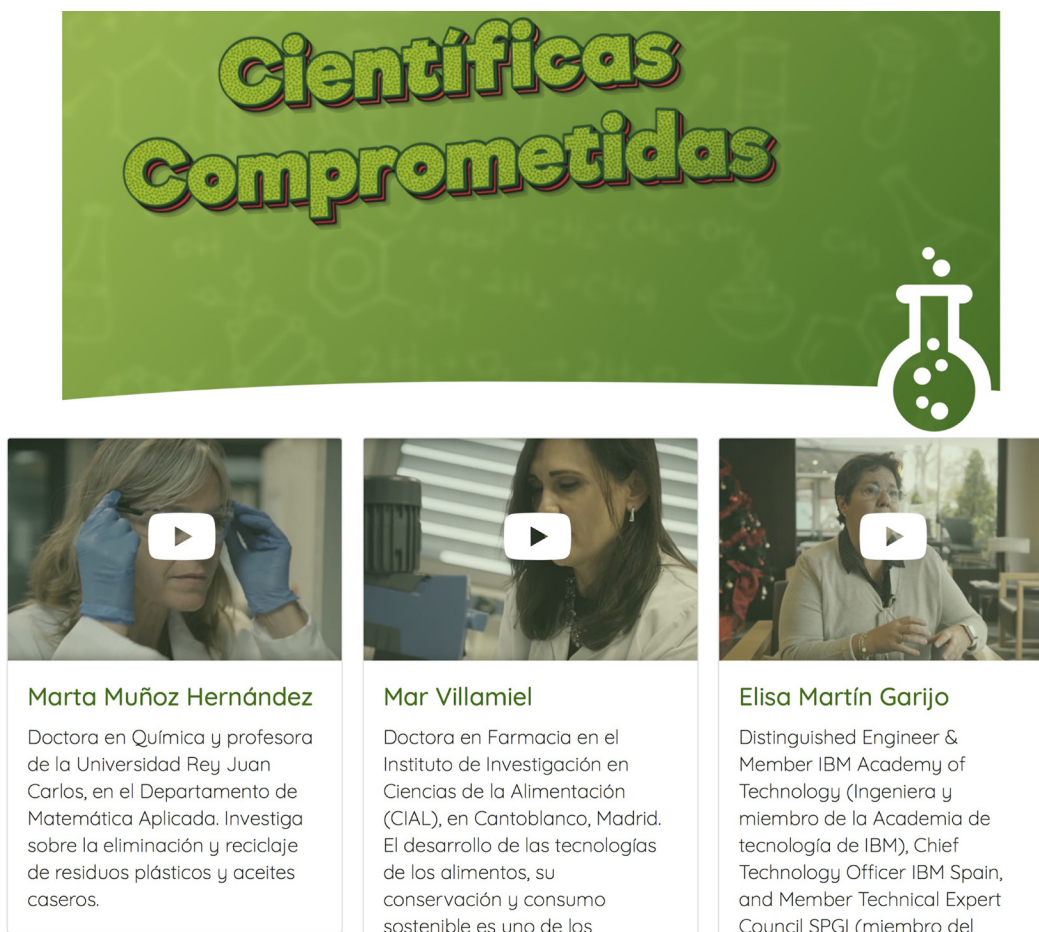 Científicas
Comprometidas
Marta Muñoz Hernández
Doctora en Química y profesora
de la Universidad Rey Juan
Carlos, en el Departamento de
Matemática Aplicada. Investiga
sobre la eliminación y reciclaje
de residuos plásticos y aceites
caseros.
Mar Villamiel
Doctora en Farmacia en el
Instituto de Investigación en
Ciencias de la Alimentación
(CIAL), en Cantoblanco, Madrid.
El desarrollo de las tecnologías
de los alimentos, su
conservación y consumo
sostenible es uno de los
Elisa Martín Garijo
Distinguished Engineer &
Member IBM Academy of
Technology (Ingeniera y
miembro de la Academia de
tecnología de IBM), Chief
Technology Officer IBM Spain,
and Member Technical Expert
Council SPGI (miembro del